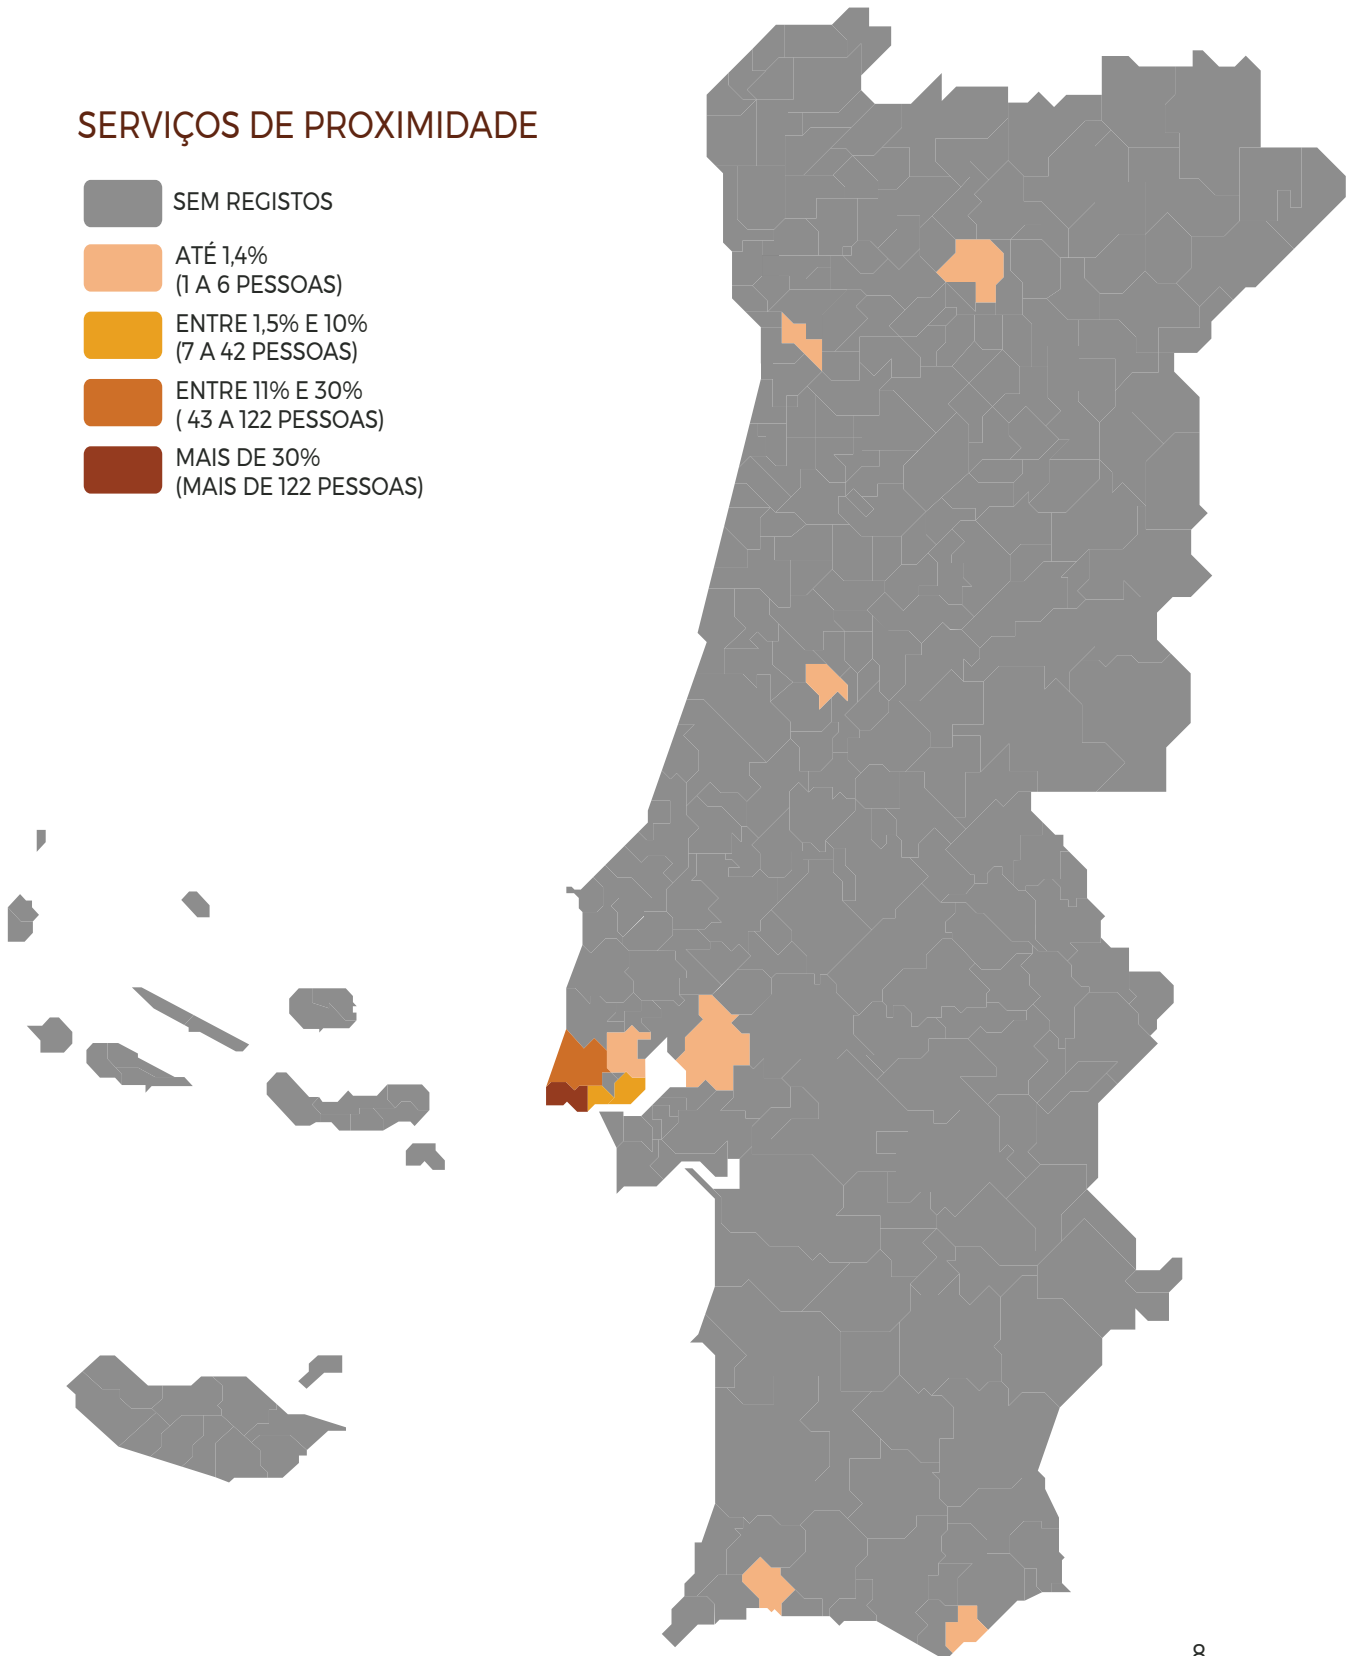 SERVIÇOS DE PROXIMIDADE
SEM REGISTOS
ATÉ 1,4%
(1 A 6 PESSOAS)
ENTRE 1,5% E 10%
(7 A 42 PESSOAS)
ENTRE 11% E 30%
( 43 A 122 PESSOAS)
MAIS DE 30%
(MAIS DE 122 PESSOAS)
8